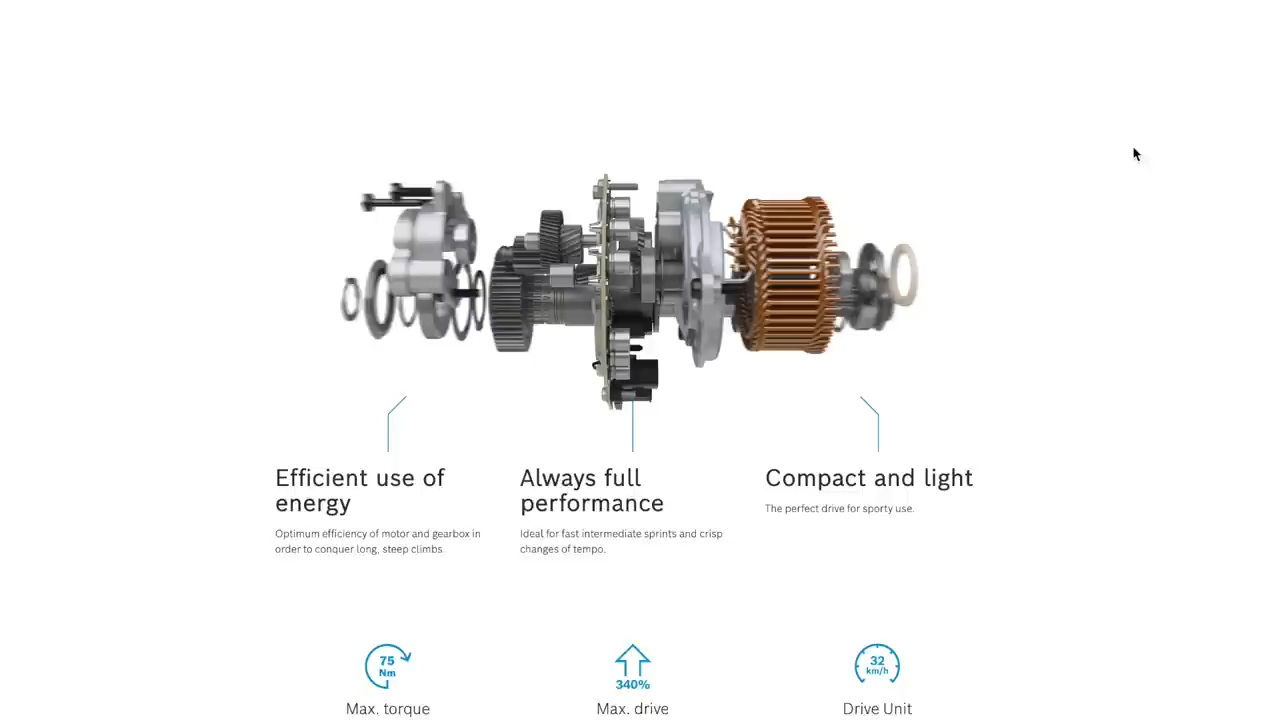 Efficient use of
energy
Optimum efficiency of motor and gearbox in
order to conquer long, steep climbs.
Always full
performance
Ideal for fast intermediate sprints and crisp
changes of tempo.
Compact and light
The perfect drive for sporty use.
75
Nm
Max. torque
340%
Max. drive
32
km/h
Drive Unit